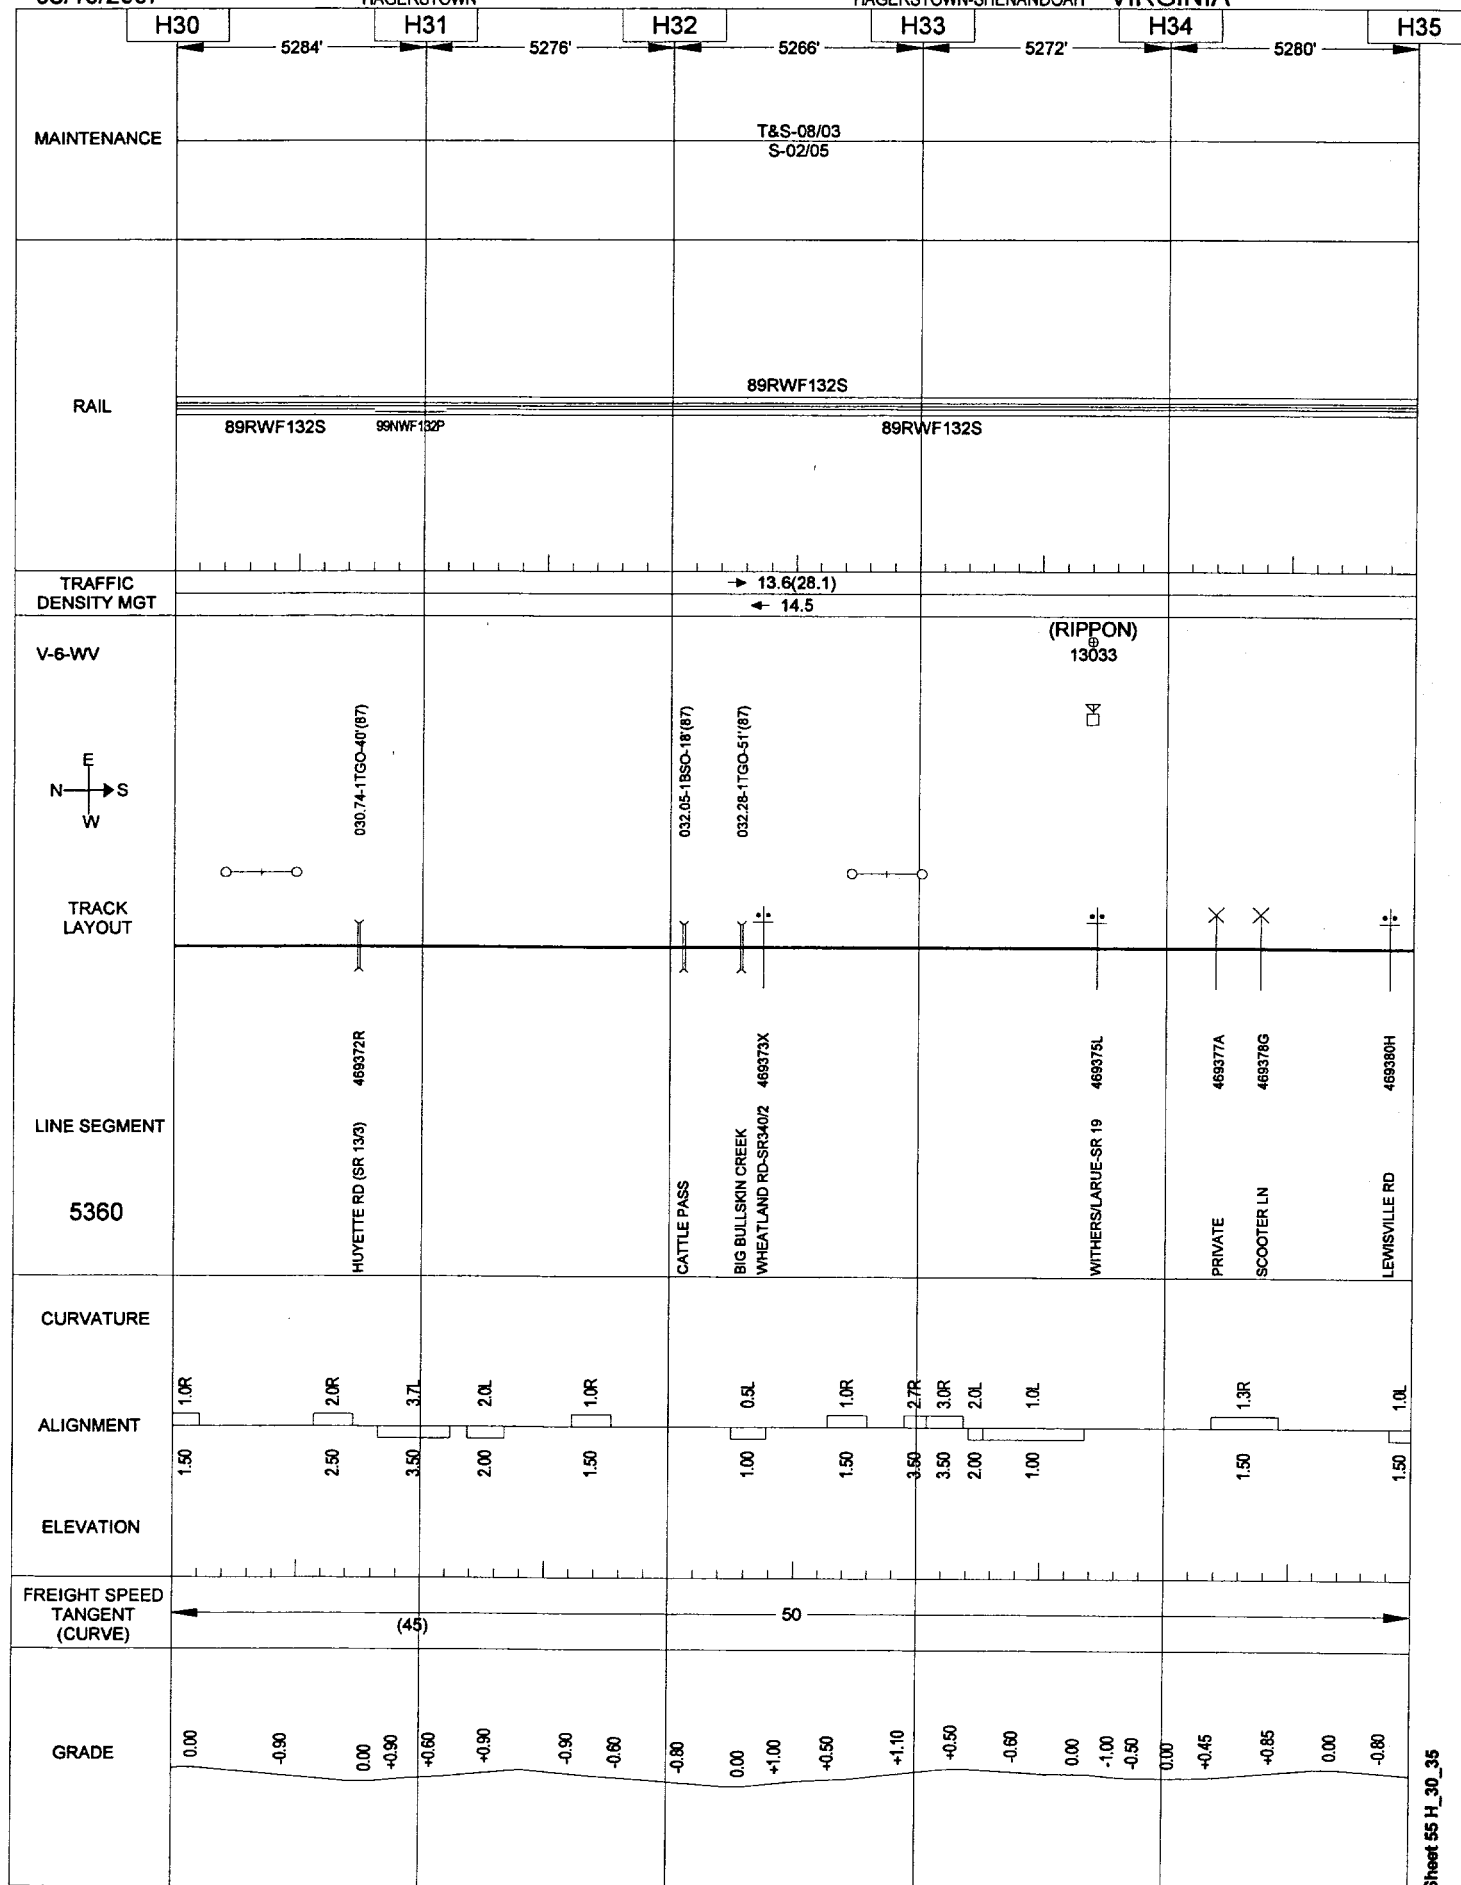 HAGERSTOWN
HAGERSTOWN-SHENANDOAH VIRGINIA
H30 H31 H32 H33 H34 H35
5284' 5276' 5266' 5272' 5280'
MAINTENANCE
T&S-08/03
S-02/05
RAIL
89RWF132S
89RWF132S 99NWF132P 89RWF132S
TRAFFIC
DENSITY MGT
13.6(28.1)
14.5
V-6-WV
(RIPPON)
13033
E
N S
W
030.74-1TGO-40'(87)
032.05-1BSO-18'(87)
032.28-1TGO-51'(87)
TRACK
LAYOUT
LINE SEGMENT
5360
HUYETTE RD (SR 13/3) 469372R
CATTLE PASS
BIG BULLSKIN CREEK
WHEATLAND RD-SR340/2 469373X
WITHERS/LARUE-SR 19 469375L
PRIVATE 469377A
SCOOTER LN 469378G
LEWISVILLE RD 469380H
CURVATURE
1.0R 2.0R 3.7L 2.0L 1.0R 0.5L 1.0R 2.7R 3.0R 2.0L 1.0L 1.3R 1.0L
ALIGNMENT
1.50 2.50 3.50 2.00 1.50 1.00 1.50 3.50 3.50 2.00 1.00 1.50 1.50
ELEVATION
FREIGHT SPEED
TANGENT
(CURVE)
50
(45)
GRADE
0.00 -0.90 0.00 +0.90 +0.60 +0.90 -0.90 -0.60 -0.80 0.00 +1.00 +0.50 +1.10 +0.50 -0.60 0.00 -1.00 -0.50 0.00 +0.45 +0.85 0.00 -0.80
Sheet 55 H_30_35